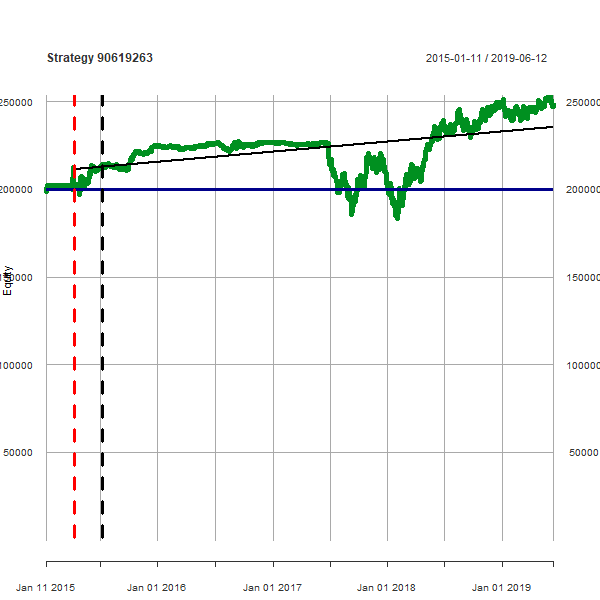 Strategy 90619263
2015-01-11 / 2019-06-12
250000
250000
200000
200000
Equity
150000
100000
100000
50000
50000
Jan 11 2015
Jan 01 2016
Jan 01 2017
Jan 01 2018
Jan 01 2019